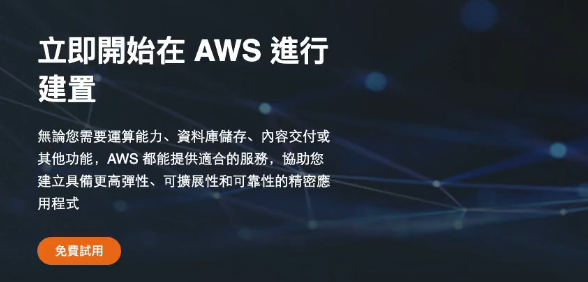 立即開始在 AWS 進行
建置
無論您需要運算能力、資料庫儲存、內容交付或
其他功能，AWS 都能提供適合的服務，協助您
建立具備更高彈性、可擴展性和可靠性的精密應
用程式
免費試用